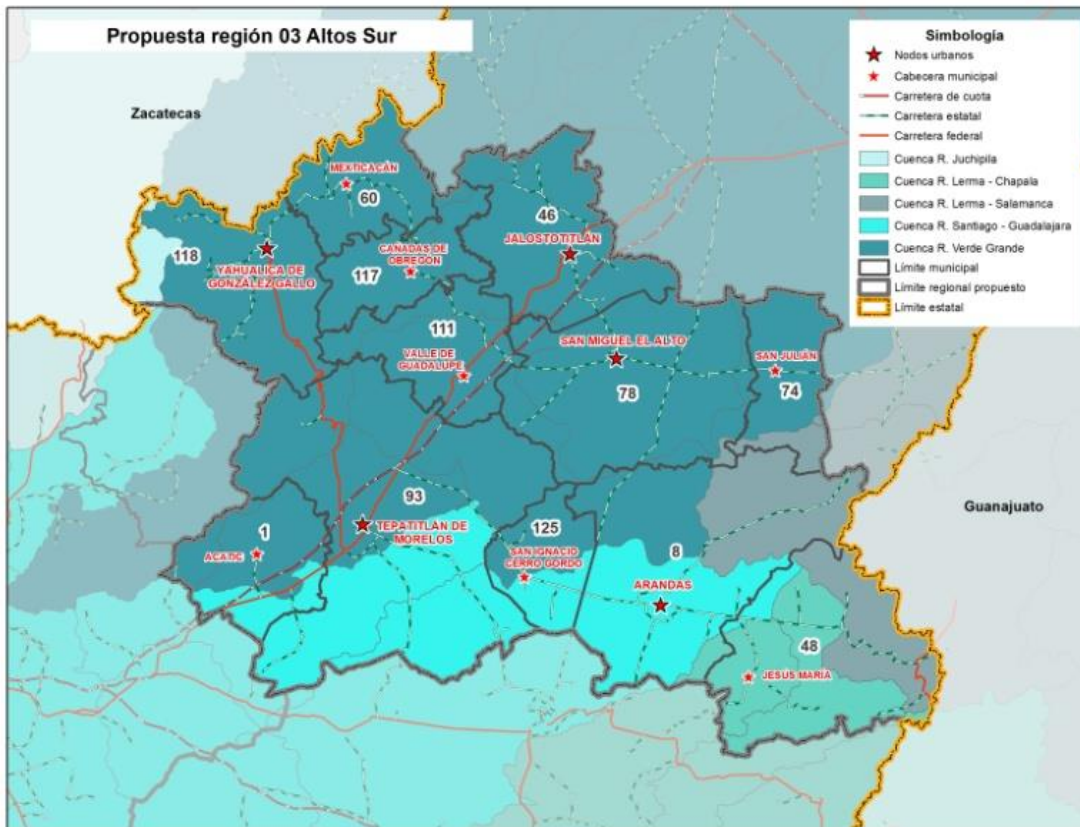 Propuesta región 03 Altos Sur
Zacatecas
MEXTICACÁN
60
46
JALOSTOTITLÁN
118
YAHUALICA DE
GONZÁLEZ GALLO
CAÑADAS DE
OBREGÓN
117
111
VALLE DE
GUADALUPE
SAN MIGUEL EL ALTO
78
SAN JULIÁN
74
Guanajuato
93
TEPATITLÁN DE
MORELOS
1
ACATIC
125
SAN IGNACIO
CERRO GORDO
8
ARANDAS
48
JESÚS MARÍA
Simbología
Nodos urbanos
Cabecera municipal
Carretera de cuota
Carretera estatal
Carretera federal
Cuenca R. Juchipila
Cuenca R. Lerma - Chapala
Cuenca R. Lerma - Salamanca
Cuenca R. Santiago - Guadalajara
Cuenca R. Verde Grande
Límite municipal
Límite regional propuesto
Límite estatal